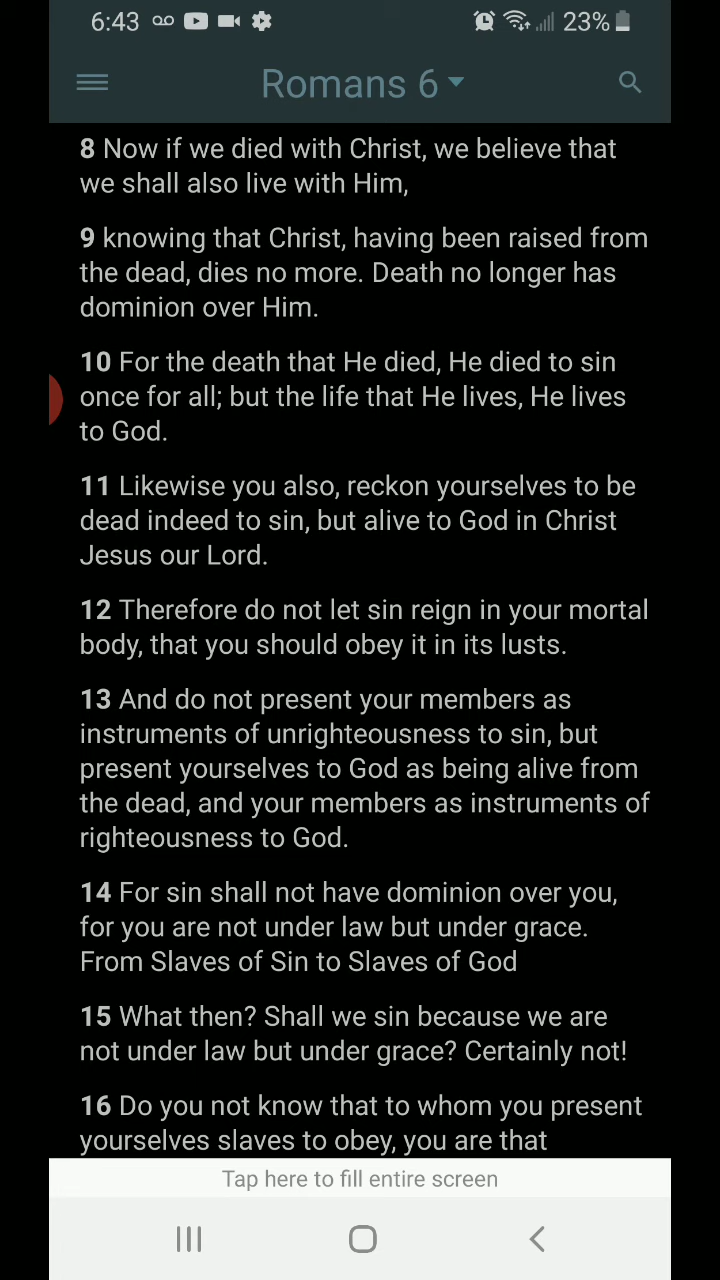 6:43 23%
Romans 6
8 Now if we died with Christ, we believe that
we shall also live with Him,
9 knowing that Christ, having been raised from
the dead, dies no more. Death no longer has
dominion over Him.
10 For the death that He died, He died to sin
once for all; but the life that He lives, He lives
to God.
11 Likewise you also, reckon yourselves to be
dead indeed to sin, but alive to God in Christ
Jesus our Lord.
12 Therefore do not let sin reign in your mortal
body, that you should obey it in its lusts.
13 And do not present your members as
instruments of unrighteousness to sin, but
present yourselves to God as being alive from
the dead, and your members as instruments of
righteousness to God.
14 For sin shall not have dominion over you,
for you are not under law but under grace.
From Slaves of Sin to Slaves of God
15 What then? Shall we sin because we are
not under law but under grace? Certainly not!
16 Do you not know that to whom you present
yourselves slaves to obey, you are that
Tap here to fill entire screen